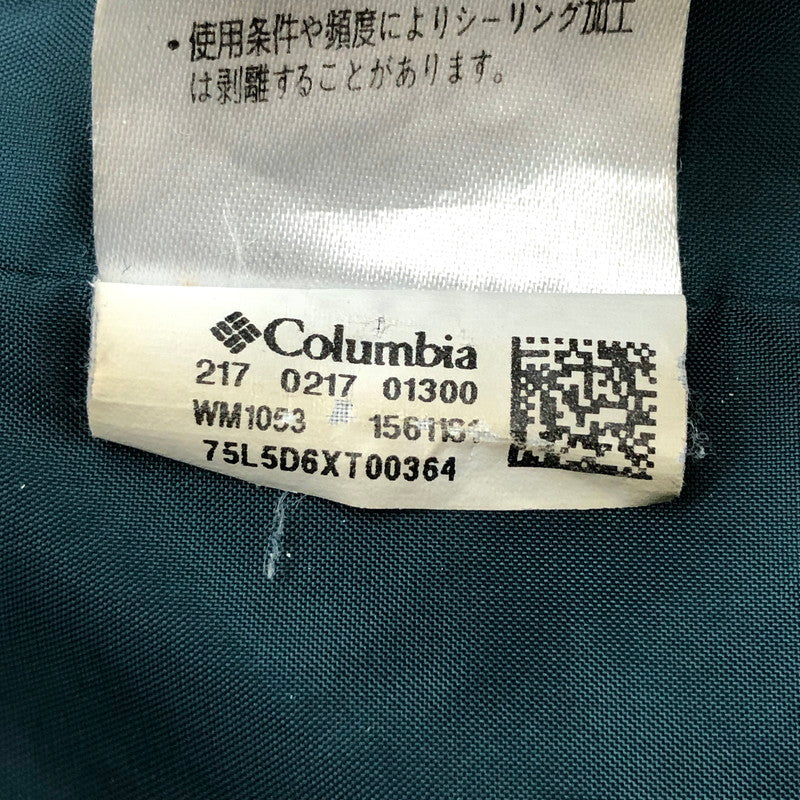 ・使用条件や頻度によりシーリング加工
は剥離することがあります。
Columbia
217 0217 01300
WM1053
75L5D6XT00364